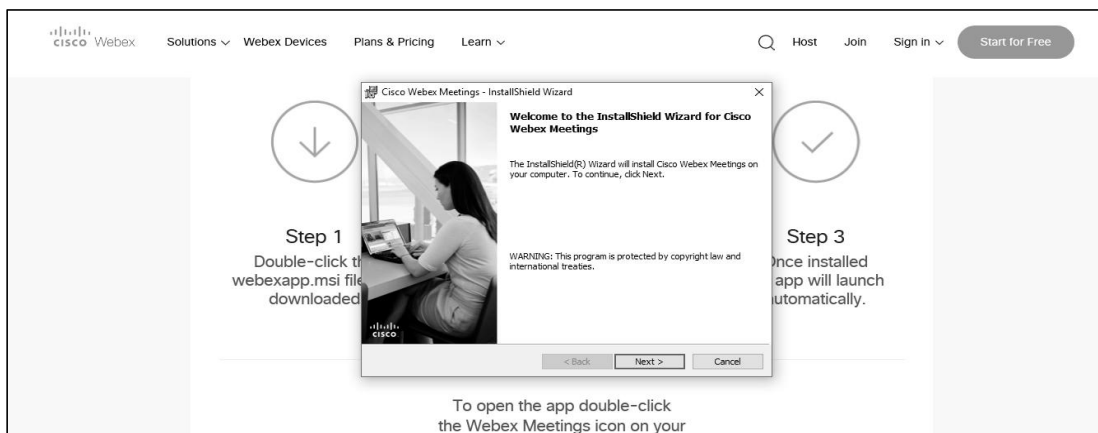 CISCO Webex Solutions Webex Devices Plans & Pricing Learn Host Join Sign in Start for Free
Cisco Webex Meetings - InstallShield Wizard
Welcome to the InstallShield Wizard for Cisco
Webex Meetings
The InstallShield(R) Wizard will install Cisco Webex Meetings on
your computer. To continue, click Next.
WARNING: This program is protected by copyright law and
international treaties.
CISCO
< Back Next > Cancel
Step 1
Double-click
webexapp.msi
downloaded
Step 3
installed
app will launch
automatically.
To open the app double-click
the Webex Meetings icon on your